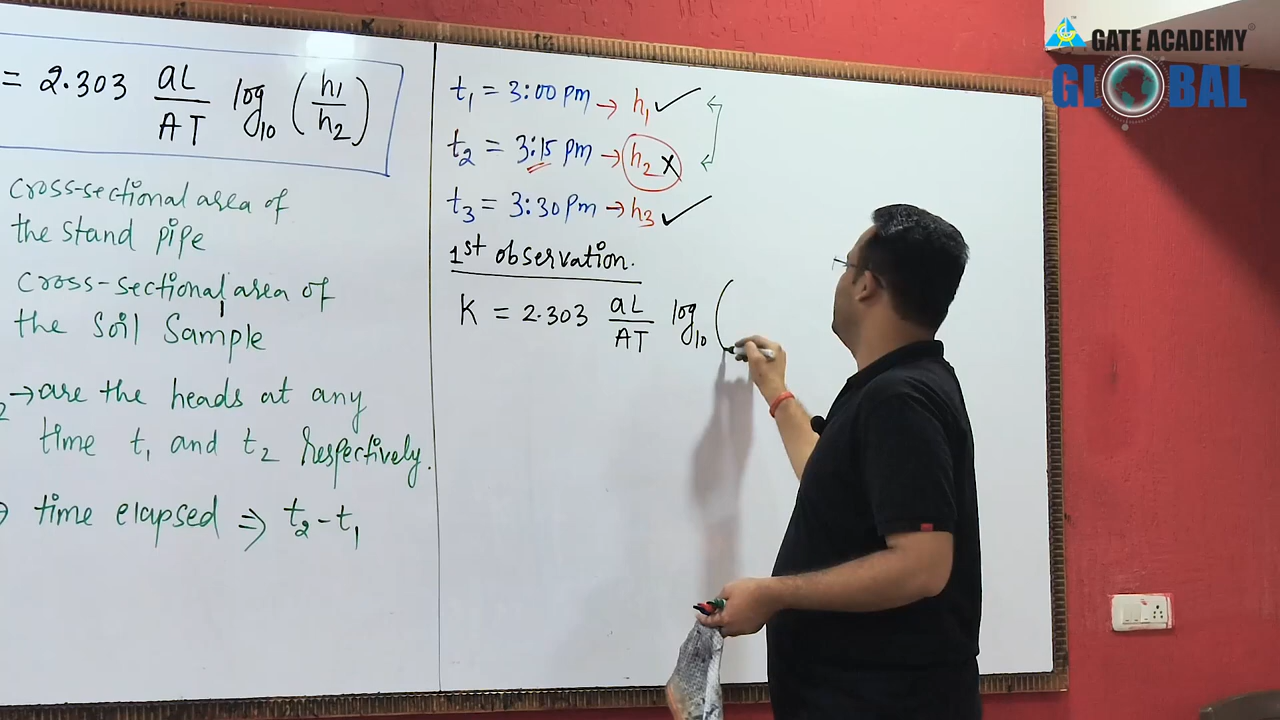 GATE ACADEMY
GLOBAL
= 2.303 aL/AT log₁₀ (h₁/h₂)
cross-sectional area of
the stand pipe
cross-sectional area of
the soil sample
2 → are the heads at any
time t₁ and t₂ respectively.
time elapsed ⇒ t₂ - t₁
t₁ = 3:00 pm → h₁ ✓
t₂ = 3:15 pm → h₂ ×
t₃ = 3:30 pm → h₃ ✓
1st observation.
K = 2.303 aL/AT log₁₀ (